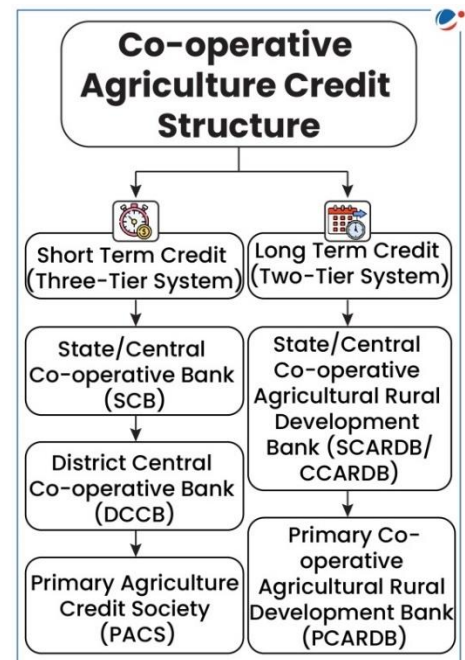 Co-operative
Agriculture Credit
Structure
Short Term Credit
(Three-Tier System)
State/Central
Co-operative Bank
(SCB)
District Central
Co-operative Bank
(DCCB)
Primary Agriculture
Credit Society
(PACS)
Long Term Credit
(Two-Tier System)
State/Central
Co-operative
Agricultural Rural
Development
Bank (SCARDB/
CCARDB)
Primary Co-
operative
Agricultural Rural
Development Bank
(PCARDB)